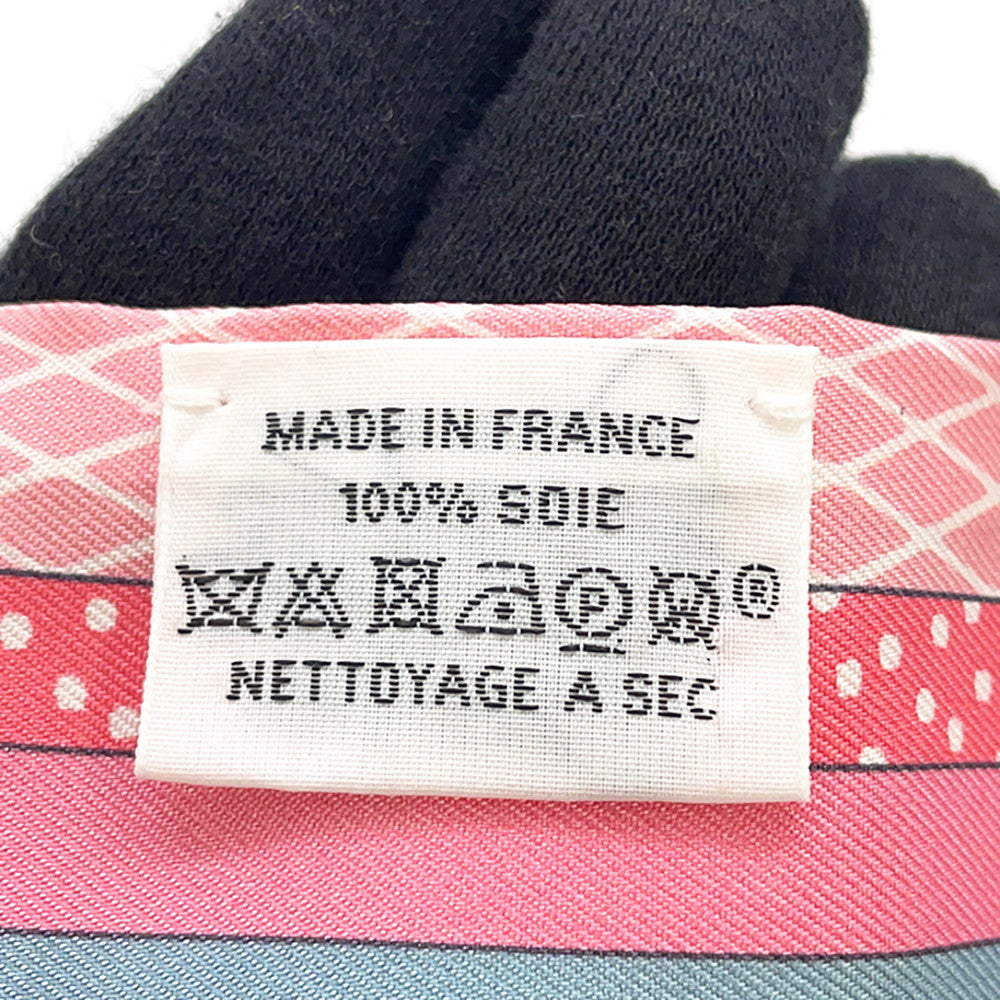 MADE IN FRANCE
100% SOIE
P W ®
NETTOYAGE A SEC